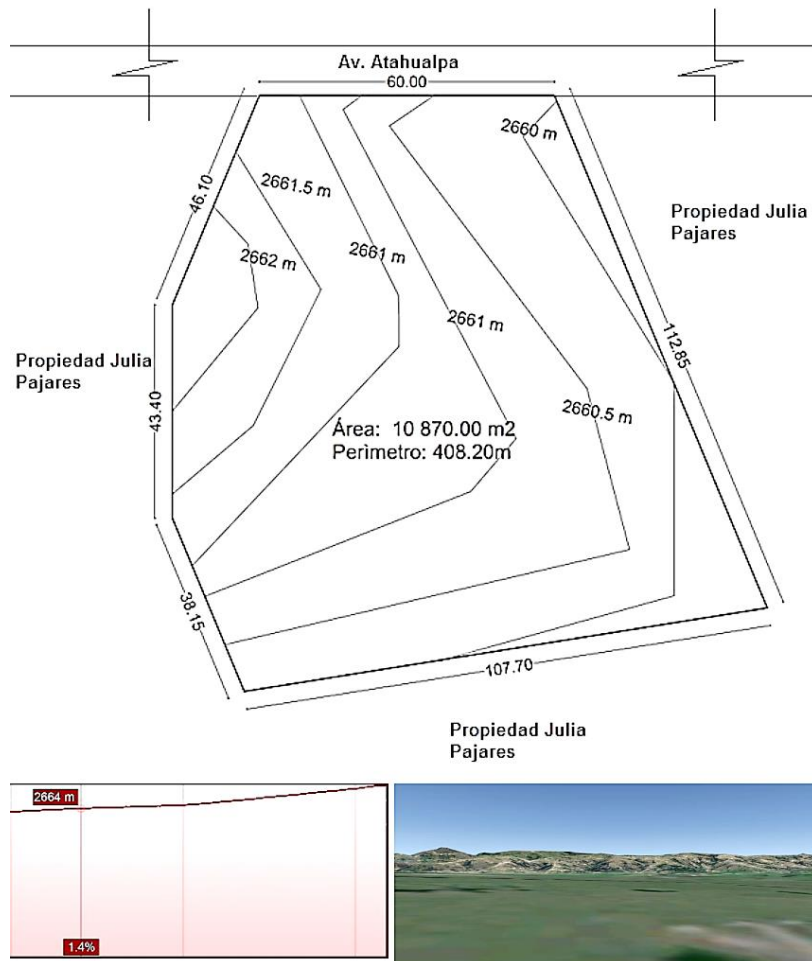 Av. Atahualpa
60.00
2660 m
46.10
2661.5 m
Propiedad Julia
Pajares
2661 m
2662 m
2661 m
112.85
Propiedad Julia
Pajares
43.40
2660.5 m
Área: 10 870.00 m2
Perimetro: 408.20m
38.15
107.70
Propiedad Julia
Pajares
2664 m
1.4%